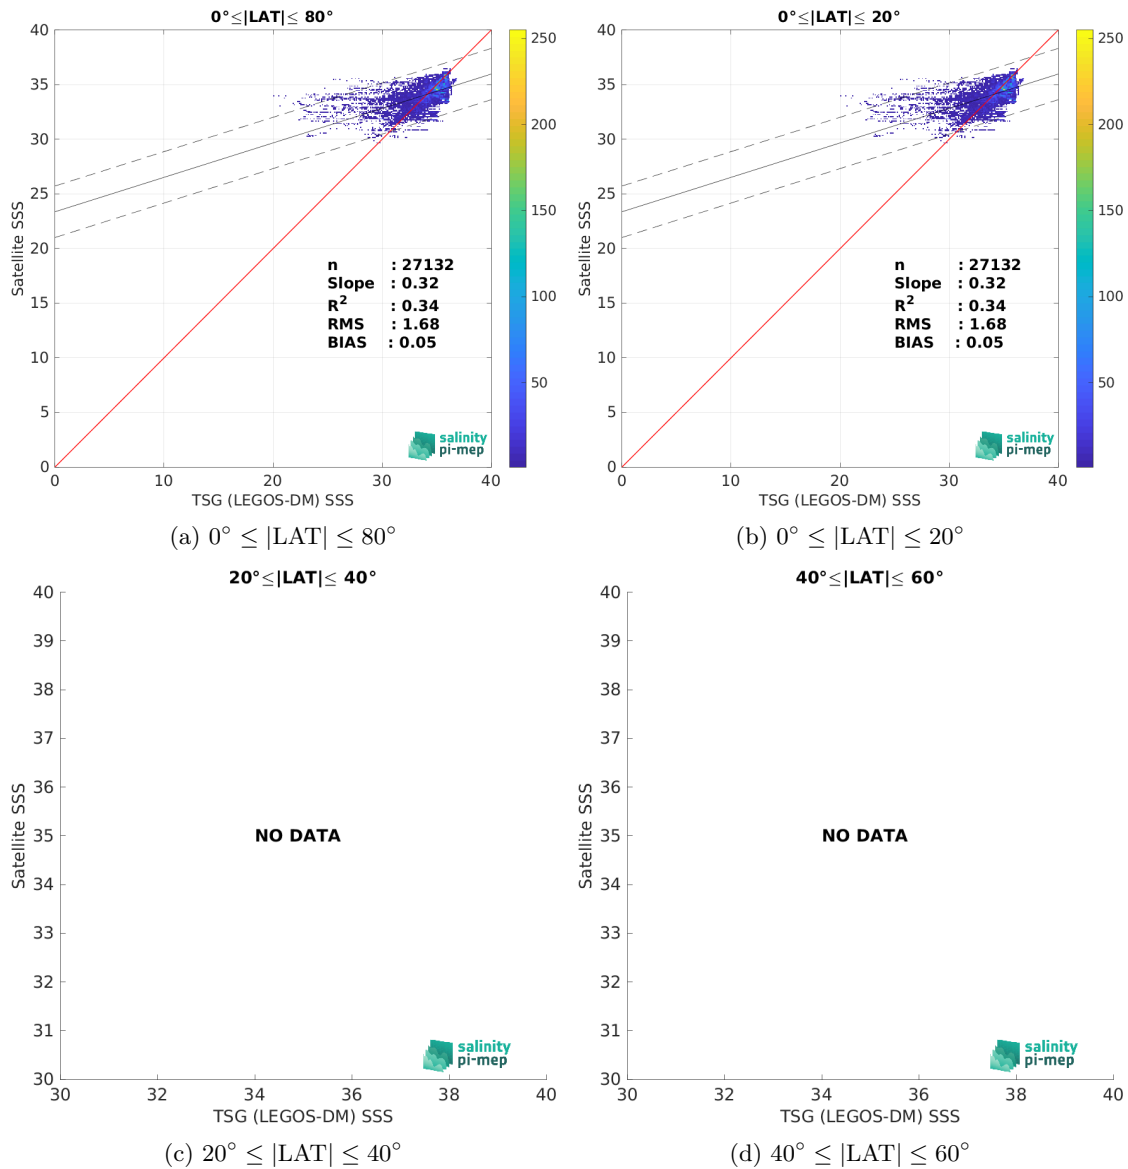 0°≤|LAT|≤ 80°
40
35
30
25
20
15
10
5
0
Satellite SSS
n : 27132
Slope : 0.32
R² : 0.34
RMS : 1.68
BIAS : 0.05
salinity
pi-mep
0 10 20 30 40
TSG (LEGOS-DM) SSS
250
200
150
100
50
(a) 0° ≤ |LAT| ≤ 80°
0°≤|LAT|≤ 20°
40
35
30
25
20
15
10
5
0
Satellite SSS
n : 27132
Slope : 0.32
R² : 0.34
RMS : 1.68
BIAS : 0.05
salinity
pi-mep
0 10 20 30 40
TSG (LEGOS-DM) SSS
250
200
150
100
50
(b) 0° ≤ |LAT| ≤ 20°
20°≤|LAT|≤ 40°
40
39
38
37
36
35
34
33
32
31
30
Satellite SSS
NO DATA
salinity
pi-mep
30 32 34 36 38 40
TSG (LEGOS-DM) SSS
(c) 20° ≤ |LAT| ≤ 40°
40°≤|LAT|≤ 60°
40
39
38
37
36
35
34
33
32
31
30
Satellite SSS
NO DATA
salinity
pi-mep
30 32 34 36 38 40
TSG (LEGOS-DM) SSS
(d) 40° ≤ |LAT| ≤ 60°